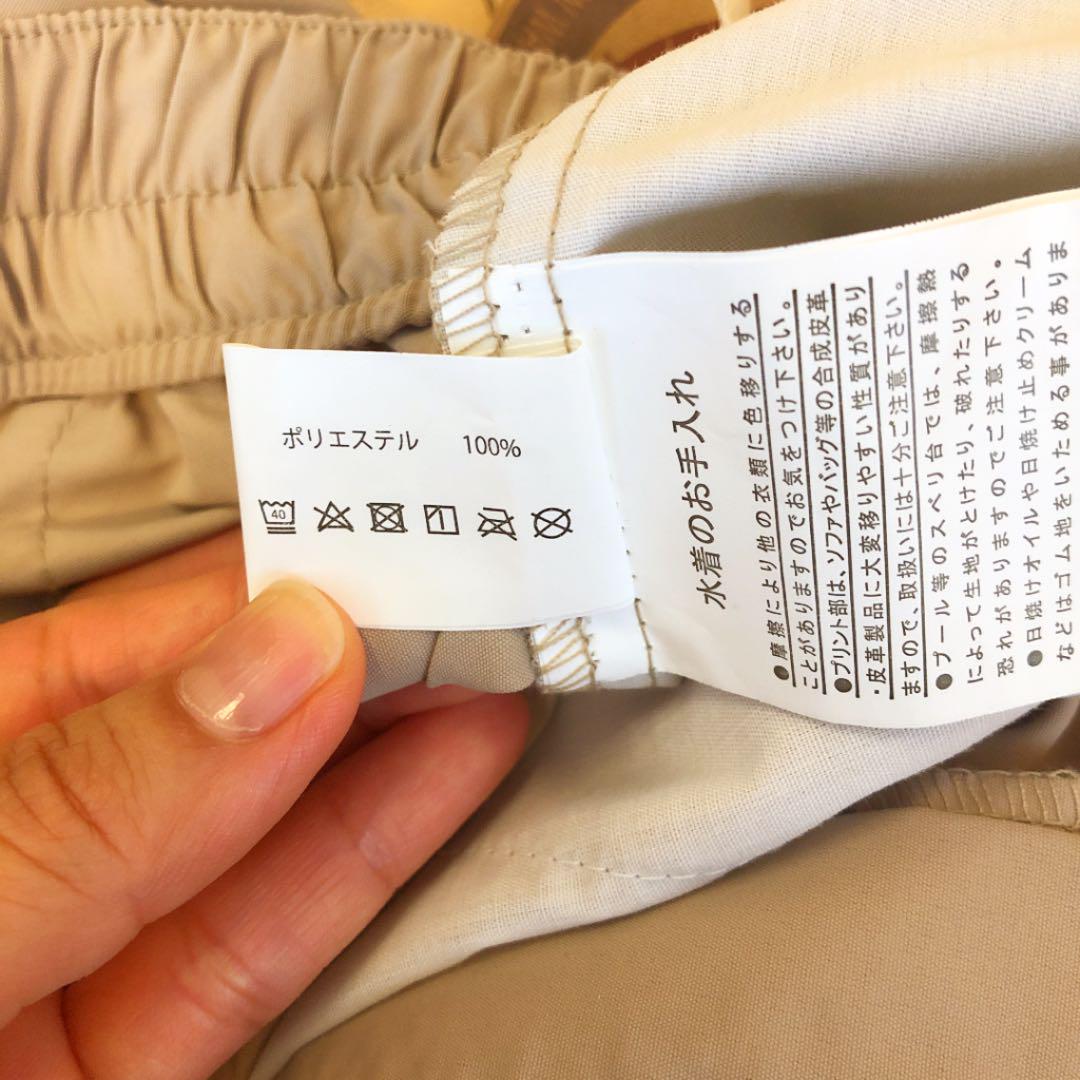 ポリエステル 100%
40
水着のお手入れ
●摩擦により他の衣類に色移りする
ことがありますのでお気をつけ下さい。
●プリント部は、ソファやバッグ等の合成皮革
・皮革製品に大変移りやすい性質があり
ますので、取扱いには十分ご注意下さい。
●プール等のスベリ台では、摩擦熱
によって生地がとけたり、破れたりする
恐れがありますのでご注意下さい。
●日焼けオイルや日焼け止めクリーム
などはゴム地をいためる事がありま